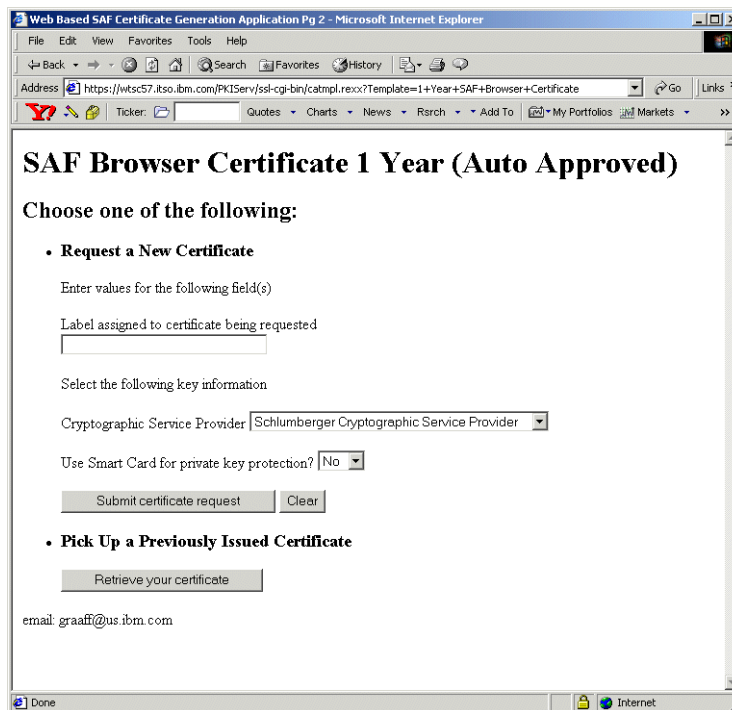 Web Based SAF Certificate Generation Application Pg 2 - Microsoft Internet Explorer
File Edit View Favorites Tools Help
Back Search Favorites History
Address https://wtsc57.itso.ibm.com/PKIServ/ssl-cgi-bin/catmpl.rexx?Template=1+Year+SAF+Browser+Certificate Go Links
Y! Ticker: Quotes Charts News Rsrch Add To My Portfolios Markets »
SAF Browser Certificate 1 Year (Auto Approved)
Choose one of the following:
• Request a New Certificate
Enter values for the following field(s)
Label assigned to certificate being requested
Select the following key information
Cryptographic Service Provider Schlumberger Cryptographic Service Provider
Use Smart Card for private key protection? No
Submit certificate request Clear
• Pick Up a Previously Issued Certificate
Retrieve your certificate
email: graaff@us.ibm.com
Done Internet